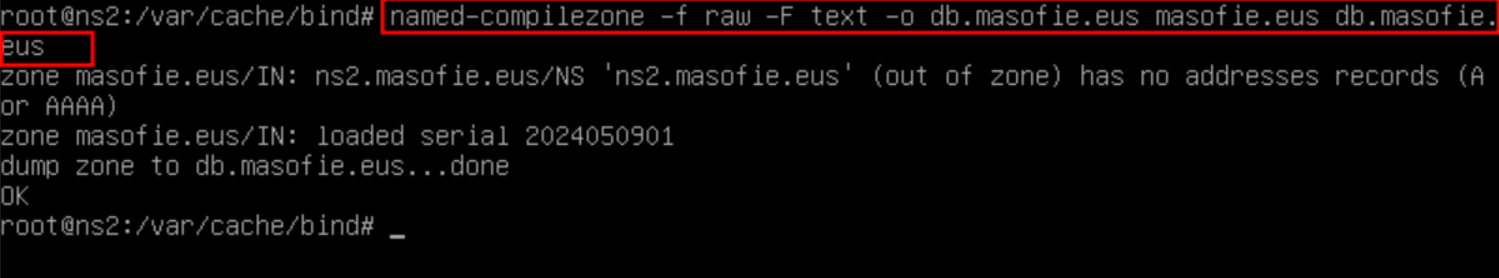 root@ns2:/var/cache/bind# named-compilezone -f raw -F text -o db.masofie.eus masofie.eus db.masofie.
eus
zone masofie.eus/IN: ns2.masofie.eus/NS 'ns2.masofie.eus' (out of zone) has no addresses records (A
or AAAA)
zone masofie.eus/IN: loaded serial 2024050901
dump zone to db.masofie.eus...done
OK
root@ns2:/var/cache/bind# _